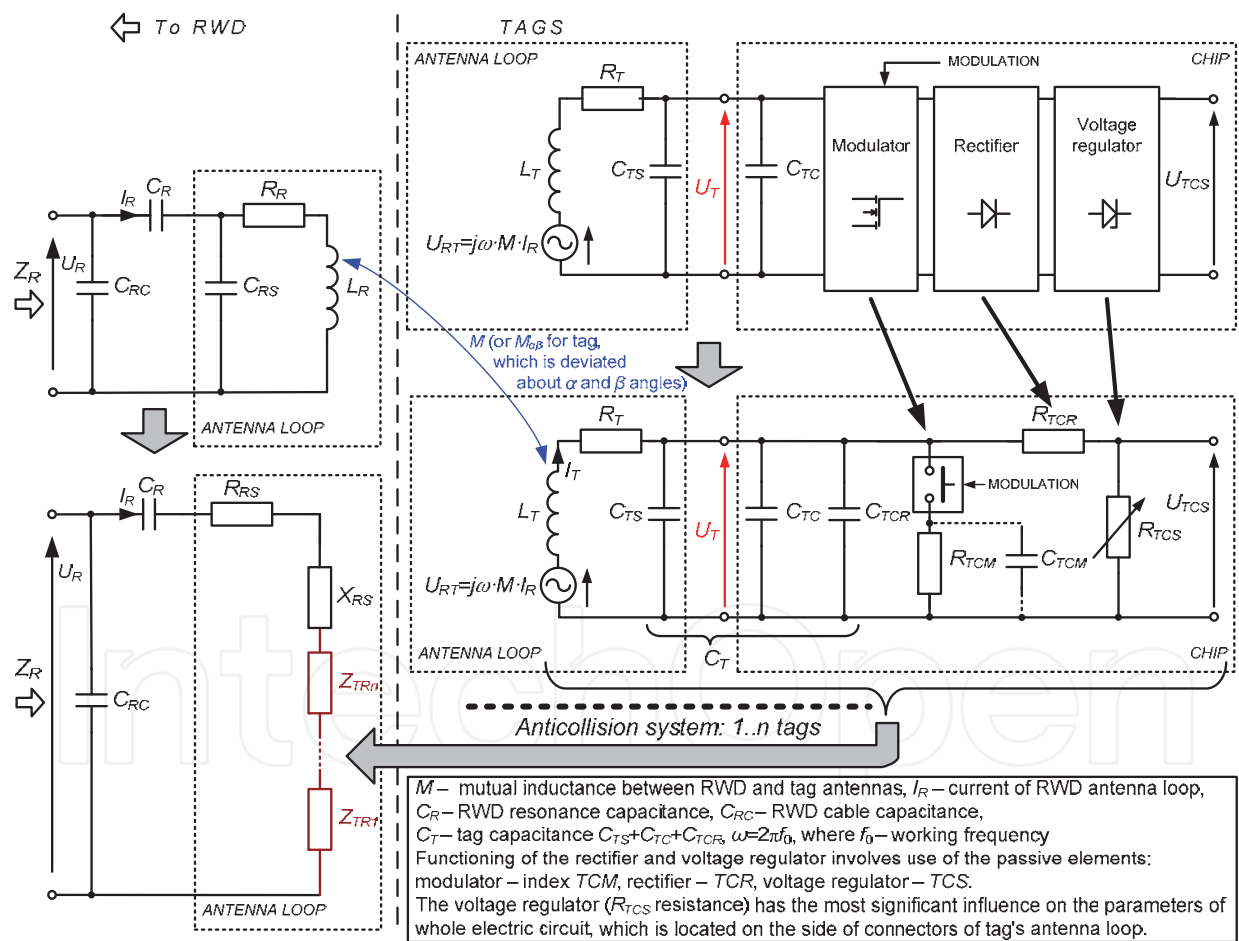 To RWD
TAGS
ANTENNA LOOP
R_T
L_T
C_TS
U_RT=jω·M·I_R
U_T
MODULATION
CHIP
C_TC
Modulator
Rectifier
Voltage
regulator
U_TCS
Z_R
U_R
I_R
C_R
C_RC
C_RS
R_R
L_R
ANTENNA LOOP
M (or M_αβ for tag,
which is deviated
about α and β angles)
ANTENNA LOOP
R_T
I_T
L_T
C_TS
U_RT=jω·M·I_R
U_T
CHIP
C_TC
C_TCR
MODULATION
R_TCM
C_TCM
R_TCR
R_TCS
U_TCS
C_T
Z_R
U_R
I_R
C_R
C_RC
R_RS
X_RS
Z_TRn
Z_TR1
ANTENNA LOOP
Anticollision system: 1..n tags
IntechOpen
M – mutual inductance between RWD and tag antennas, I_R – current of RWD antenna loop,
C_R – RWD resonance capacitance, C_RC – RWD cable capacitance,
C_T – tag capacitance C_TS+C_TC+C_TCR, ω=2πf_0, where f_0 – working frequency
Functioning of the rectifier and voltage regulator involves use of the passive elements:
modulator – index TCM, rectifier – TCR, voltage regulator – TCS.
The voltage regulator (R_TCS resistance) has the most significant influence on the parameters of
whole electric circuit, which is located on the side of connectors of tag's antenna loop.